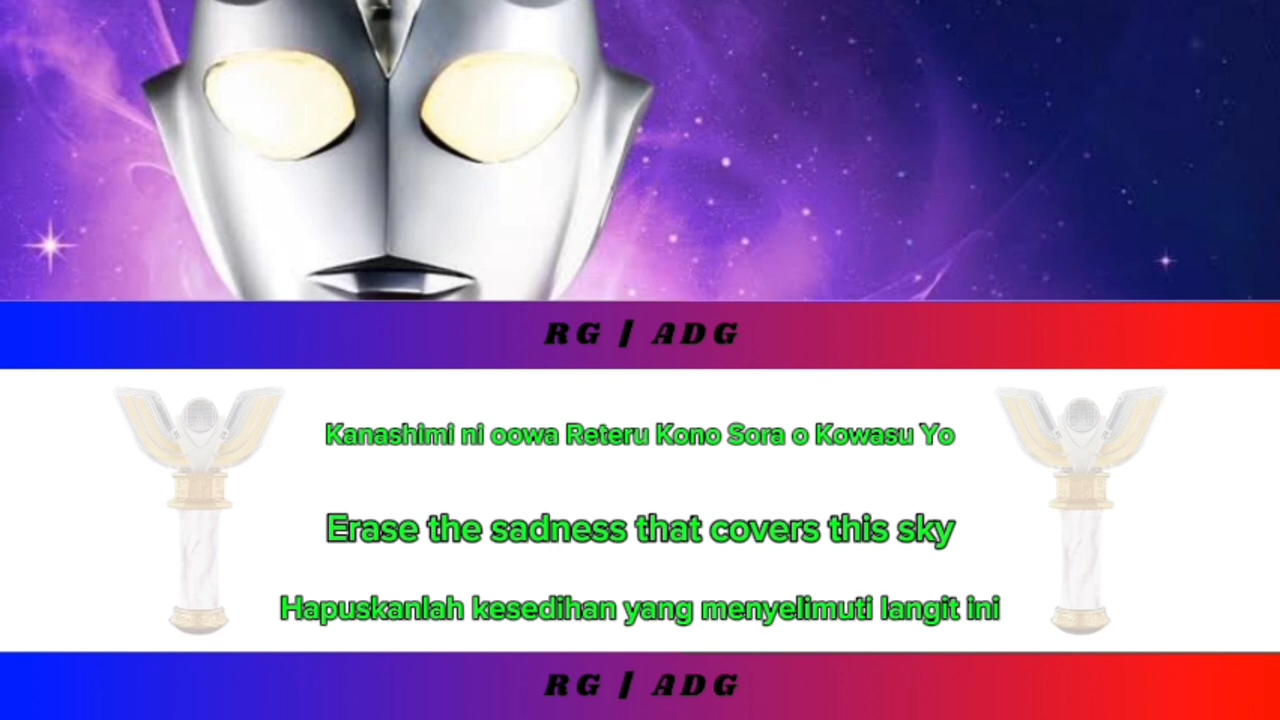 RG | ADG
Kanashimi ni oowa Reteru Kono Sora o Kowasu Yo
Erase the sadness that covers this sky
Hapuskanlah kesedihan yang menyelimuti langit ini
RG | ADG